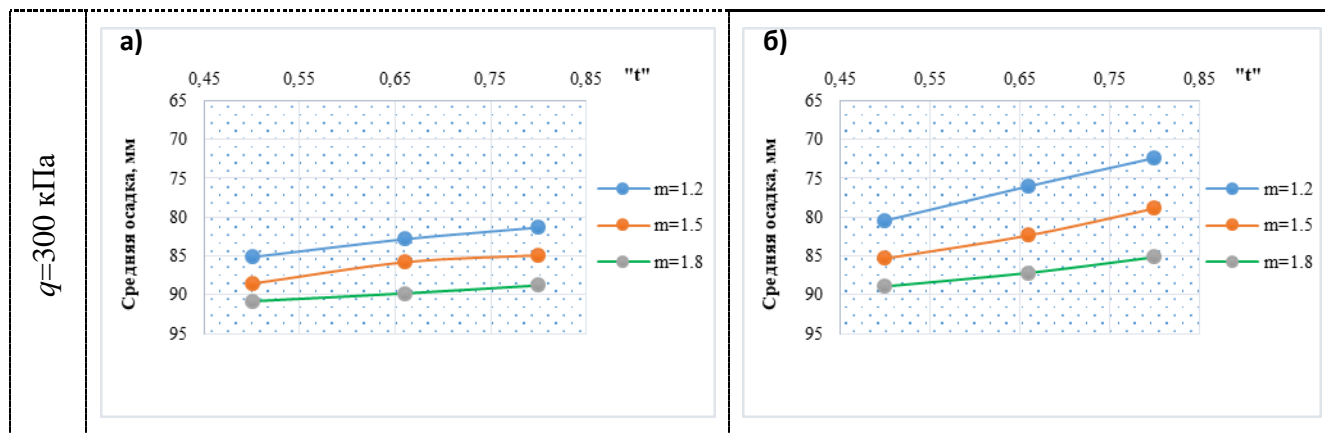 q=300 кПа
а)
0,45 0,55 0,65 0,75 0,85 "t"
65
70
75
80
85
90
95
Средняя осадка, мм
m=1.2
m=1.5
m=1.8
б)
0,45 0,55 0,65 0,75 0,85 "t"
65
70
75
80
85
90
95
Средняя осадка, мм
m=1.2
m=1.5
m=1.8